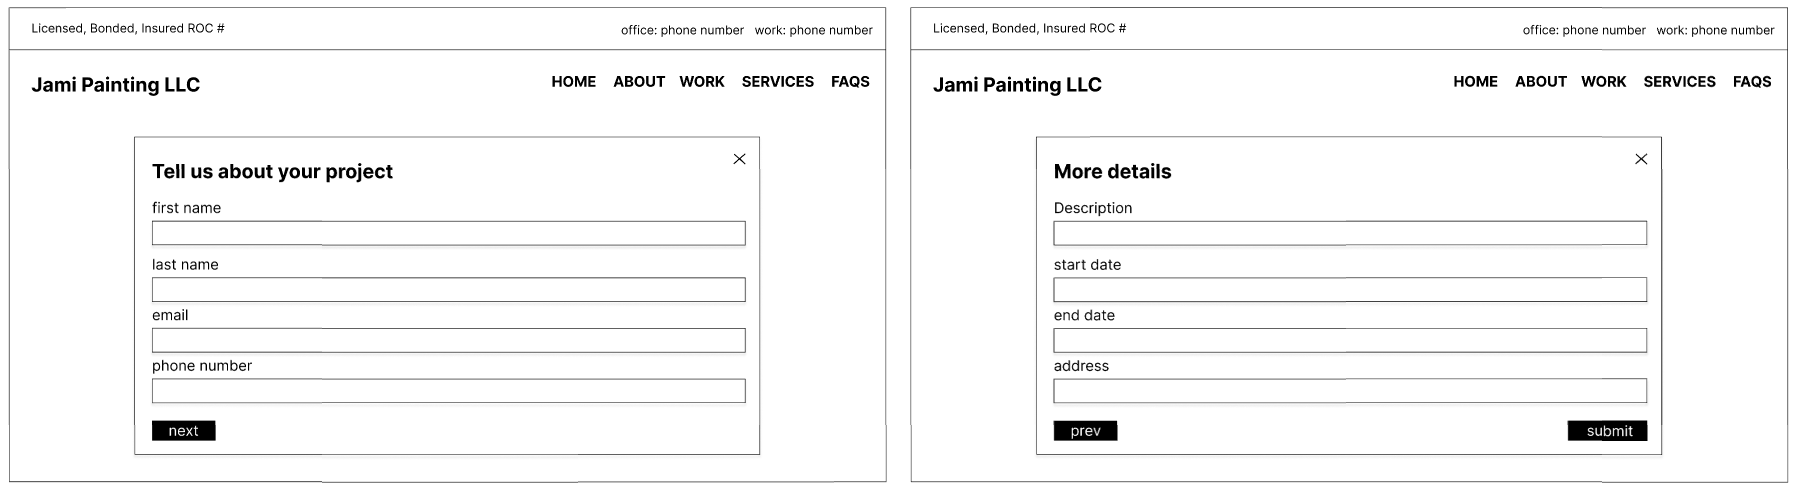 Licensed, Bonded, Insured ROC #
office: phone number work: phone number
Jami Painting LLC
HOME ABOUT WORK SERVICES FAQS
Tell us about your project
first name
last name
email
phone number
next
Licensed, Bonded, Insured ROC #
office: phone number work: phone number
Jami Painting LLC
HOME ABOUT WORK SERVICES FAQS
More details
Description
start date
end date
address
prev submit